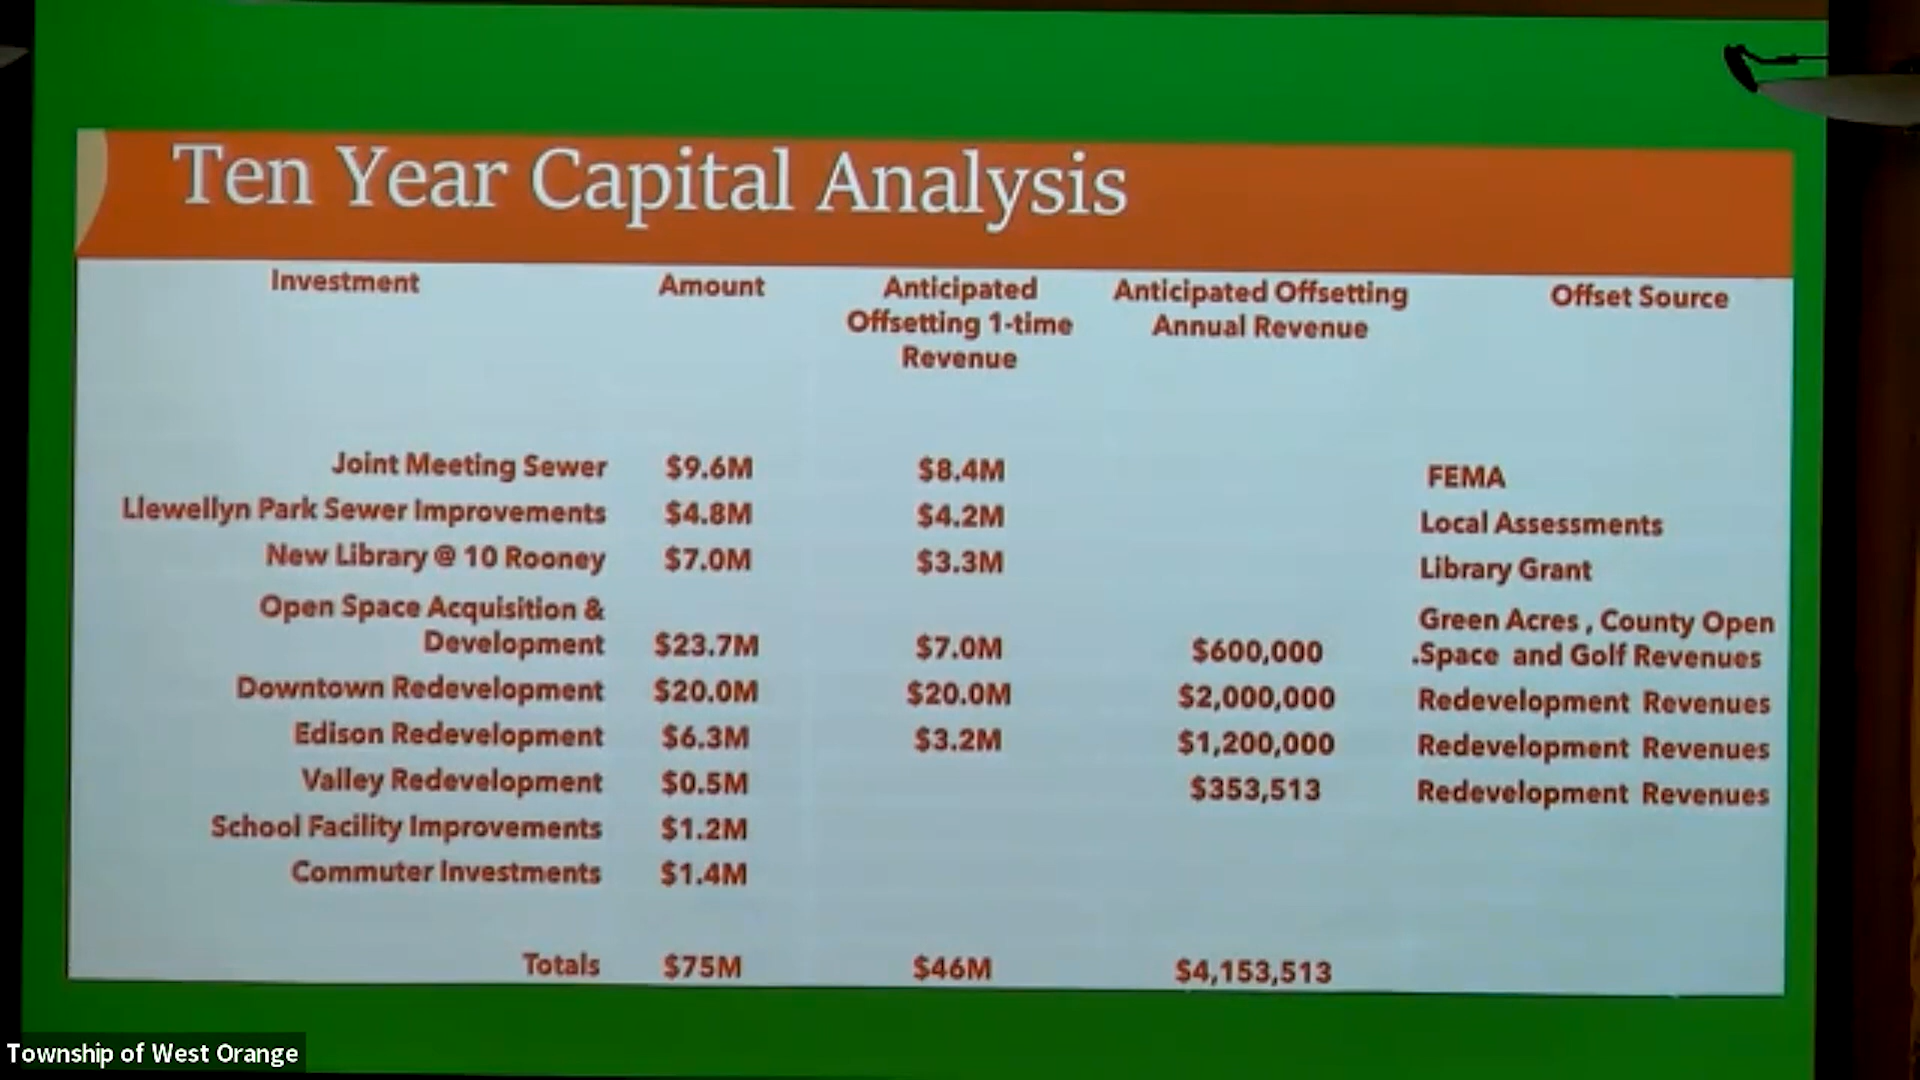 Ten Year Capital Analysis
Investment Amount Anticipated Offsetting 1-time Revenue Anticipated Offsetting Annual Revenue Offset Source
Joint Meeting Sewer $9.6M $8.4M FEMA
Llewellyn Park Sewer Improvements $4.8M $4.2M Local Assessments
New Library @ 10 Rooney $7.0M $3.3M Library Grant
Open Space Acquisition & Development $23.7M $7.0M $600,000 Green Acres , County Open .Space and Golf Revenues
Downtown Redevelopment $20.0M $20.0M $2,000,000 Redevelopment Revenues
Edison Redevelopment $6.3M $3.2M $1,200,000 Redevelopment Revenues
Valley Redevelopment $0.5M $353,513 Redevelopment Revenues
School Facility Improvements $1.2M
Commuter Investments $1.4M
Totals $75M $46M $4,153,513
Township of West Orange